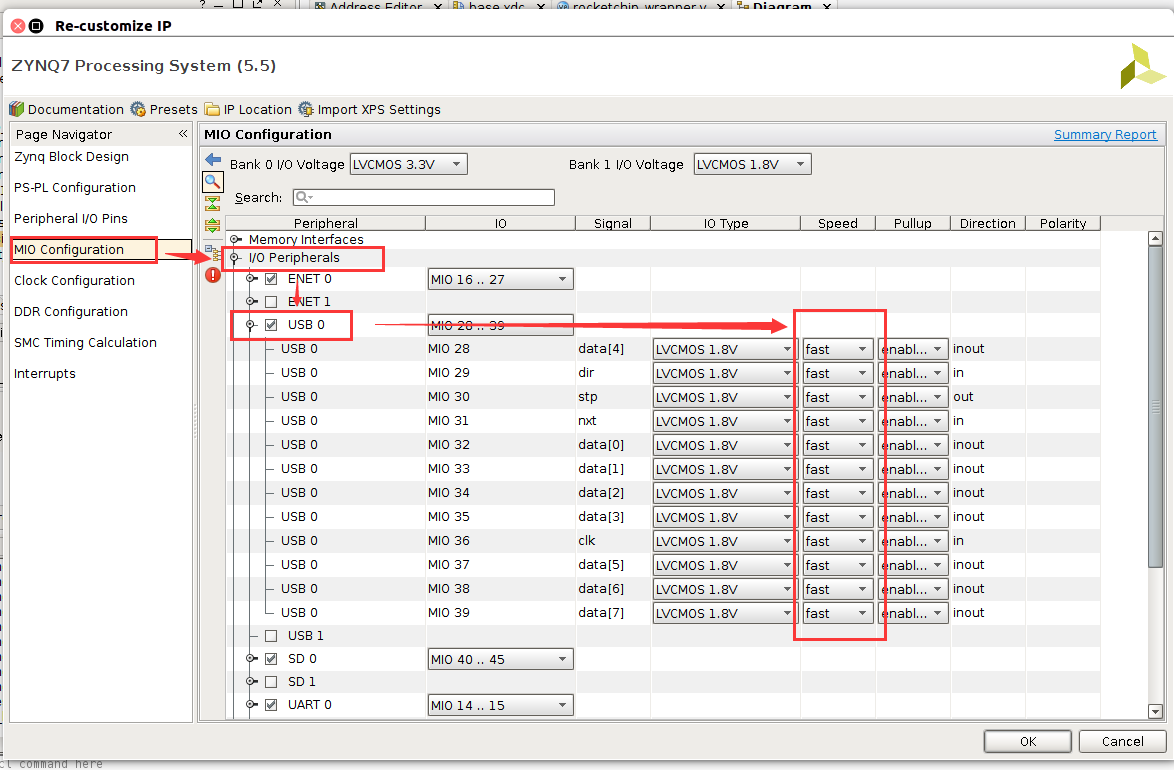 Address Editor base.xdc rocketchip_wrapper.v Diagram
Re-customize IP
ZYNQ7 Processing System (5.5)
Documentation Presets IP Location Import XPS Settings
Page Navigator «
Zynq Block Design
PS-PL Configuration
Peripheral I/O Pins
MIO Configuration
Clock Configuration
DDR Configuration
SMC Timing Calculation
Interrupts
MIO Configuration Summary Report
Bank 0 I/O Voltage LVCMOS 3.3V Bank 1 I/O Voltage LVCMOS 1.8V
Search:
Peripheral IO Signal IO Type Speed Pullup Direction Polarity
Memory Interfaces
I/O Peripherals
ENET 0 MIO 16 .. 27
ENET 1
USB 0 MIO 28 .. 39
USB 0 MIO 28 data[4] LVCMOS 1.8V fast enabl... inout
USB 0 MIO 29 dir LVCMOS 1.8V fast enabl... in
USB 0 MIO 30 stp LVCMOS 1.8V fast enabl... out
USB 0 MIO 31 nxt LVCMOS 1.8V fast enabl... in
USB 0 MIO 32 data[0] LVCMOS 1.8V fast enabl... inout
USB 0 MIO 33 data[1] LVCMOS 1.8V fast enabl... inout
USB 0 MIO 34 data[2] LVCMOS 1.8V fast enabl... inout
USB 0 MIO 35 data[3] LVCMOS 1.8V fast enabl... inout
USB 0 MIO 36 clk LVCMOS 1.8V fast enabl... in
USB 0 MIO 37 data[5] LVCMOS 1.8V fast enabl... inout
USB 0 MIO 38 data[6] LVCMOS 1.8V fast enabl... inout
USB 0 MIO 39 data[7] LVCMOS 1.8V fast enabl... inout
USB 1
SD 0 MIO 40 .. 45
SD 1
UART 0 MIO 14 .. 15
OK Cancel
cl command here